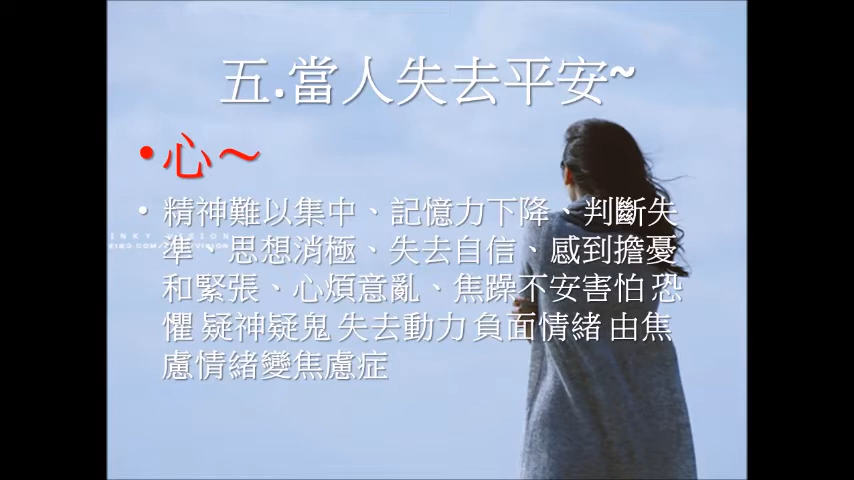 五.當人失去平安~
•心～
•精神難以集中、記憶力下降、判斷失
準、思想消極、失去自信、感到擔憂
和緊張、心煩意亂、焦躁不安害怕 恐
懼 疑神疑鬼 失去動力 負面情緒 由焦
慮情緒變焦慮症